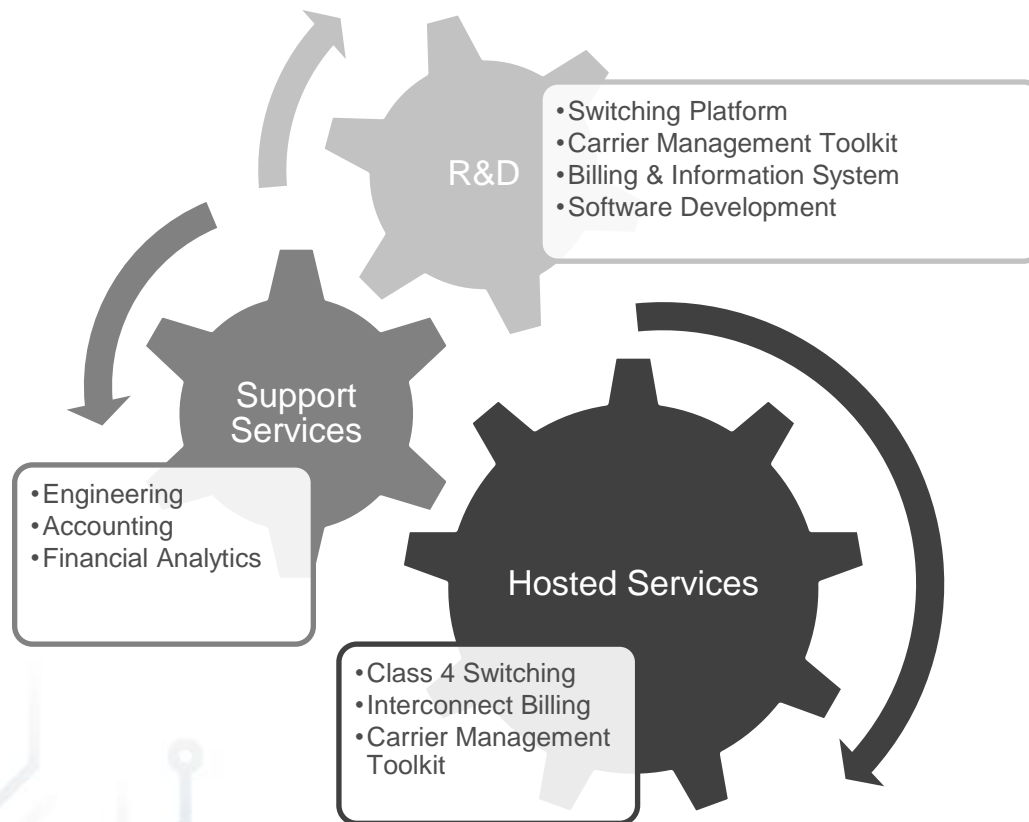 R&D
•Switching Platform
•Carrier Management Toolkit
•Billing & Information System
•Software Development
Support
Services
•Engineering
•Accounting
•Financial Analytics
Hosted Services
•Class 4 Switching
•Interconnect Billing
•Carrier Management
Toolkit